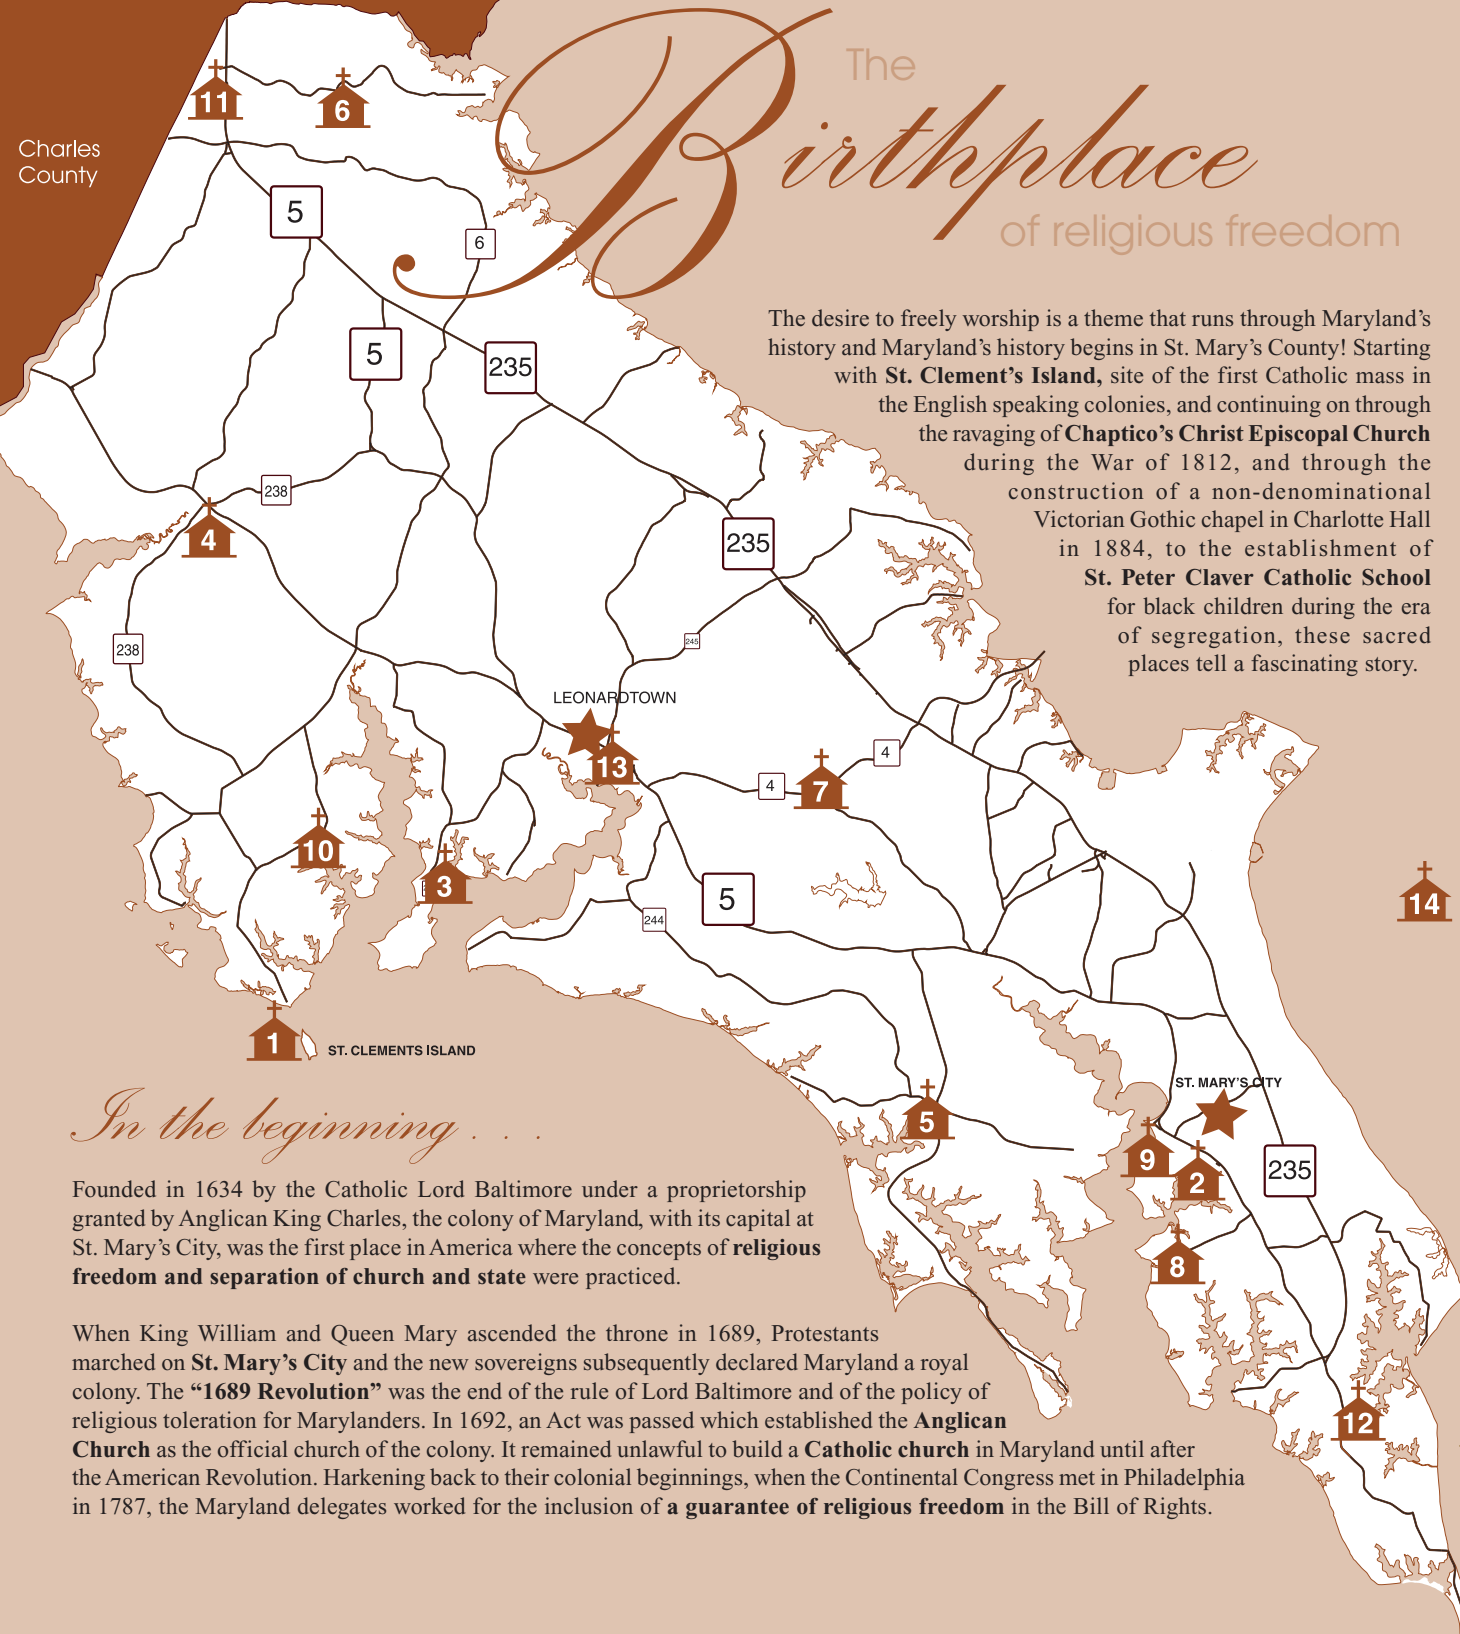 The
Birthplace
of religious freedom
Charles
County
11
6
5
6
5
235
The desire to freely worship is a theme that runs through Maryland’s
history and Maryland’s history begins in St. Mary’s County! Starting
with St. Clement’s Island, site of the first Catholic mass in
the English speaking colonies, and continuing on through
the ravaging of Chaptico’s Christ Episcopal Church
during the War of 1812, and through the
construction of a non-denominational
Victorian Gothic chapel in Charlotte Hall
in 1884, to the establishment of
St. Peter Claver Catholic School
for black children during the era
of segregation, these sacred
places tell a fascinating story.
238
4
235
238
245
LEONARDTOWN
13
4
4
7
10
3
5
244
14
1
ST. CLEMENTS ISLAND
ST. MARY’S CITY
5
9
2
235
8
12
In the beginning . . .
Founded in 1634 by the Catholic Lord Baltimore under a proprietorship
granted by Anglican King Charles, the colony of Maryland, with its capital at
St. Mary’s City, was the first place in America where the concepts of religious
freedom and separation of church and state were practiced.
When King William and Queen Mary ascended the throne in 1689, Protestants
marched on St. Mary’s City and the new sovereigns subsequently declared Maryland a royal
colony. The “1689 Revolution” was the end of the rule of Lord Baltimore and of the policy of
religious toleration for Marylanders. In 1692, an Act was passed which established the Anglican
Church as the official church of the colony. It remained unlawful to build a Catholic church in Maryland until after
the American Revolution. Harkening back to their colonial beginnings, when the Continental Congress met in Philadelphia
in 1787, the Maryland delegates worked for the inclusion of a guarantee of religious freedom in the Bill of Rights.